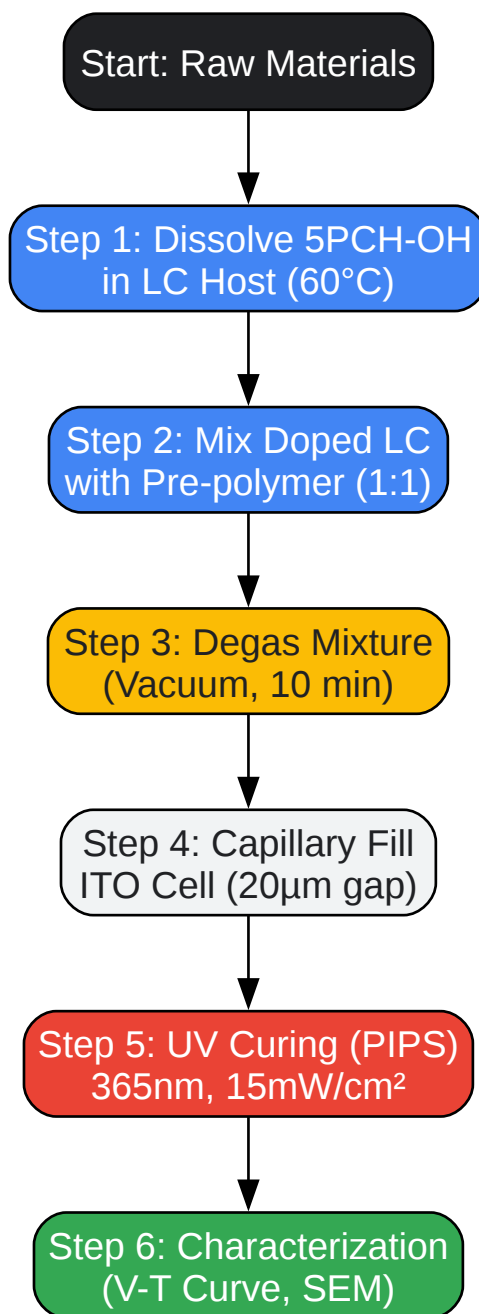 Start: Raw Materials
Step 1: Dissolve 5PCH-OH
in LC Host (60°C)
Step 2: Mix Doped LC
with Pre-polymer (1:1)
Step 3: Degas Mixture
(Vacuum, 10 min)
Step 4: Capillary Fill
ITO Cell (20µm gap)
Step 5: UV Curing (PIPS)
365nm, 15mW/cm²
Step 6: Characterization
(V-T Curve, SEM)